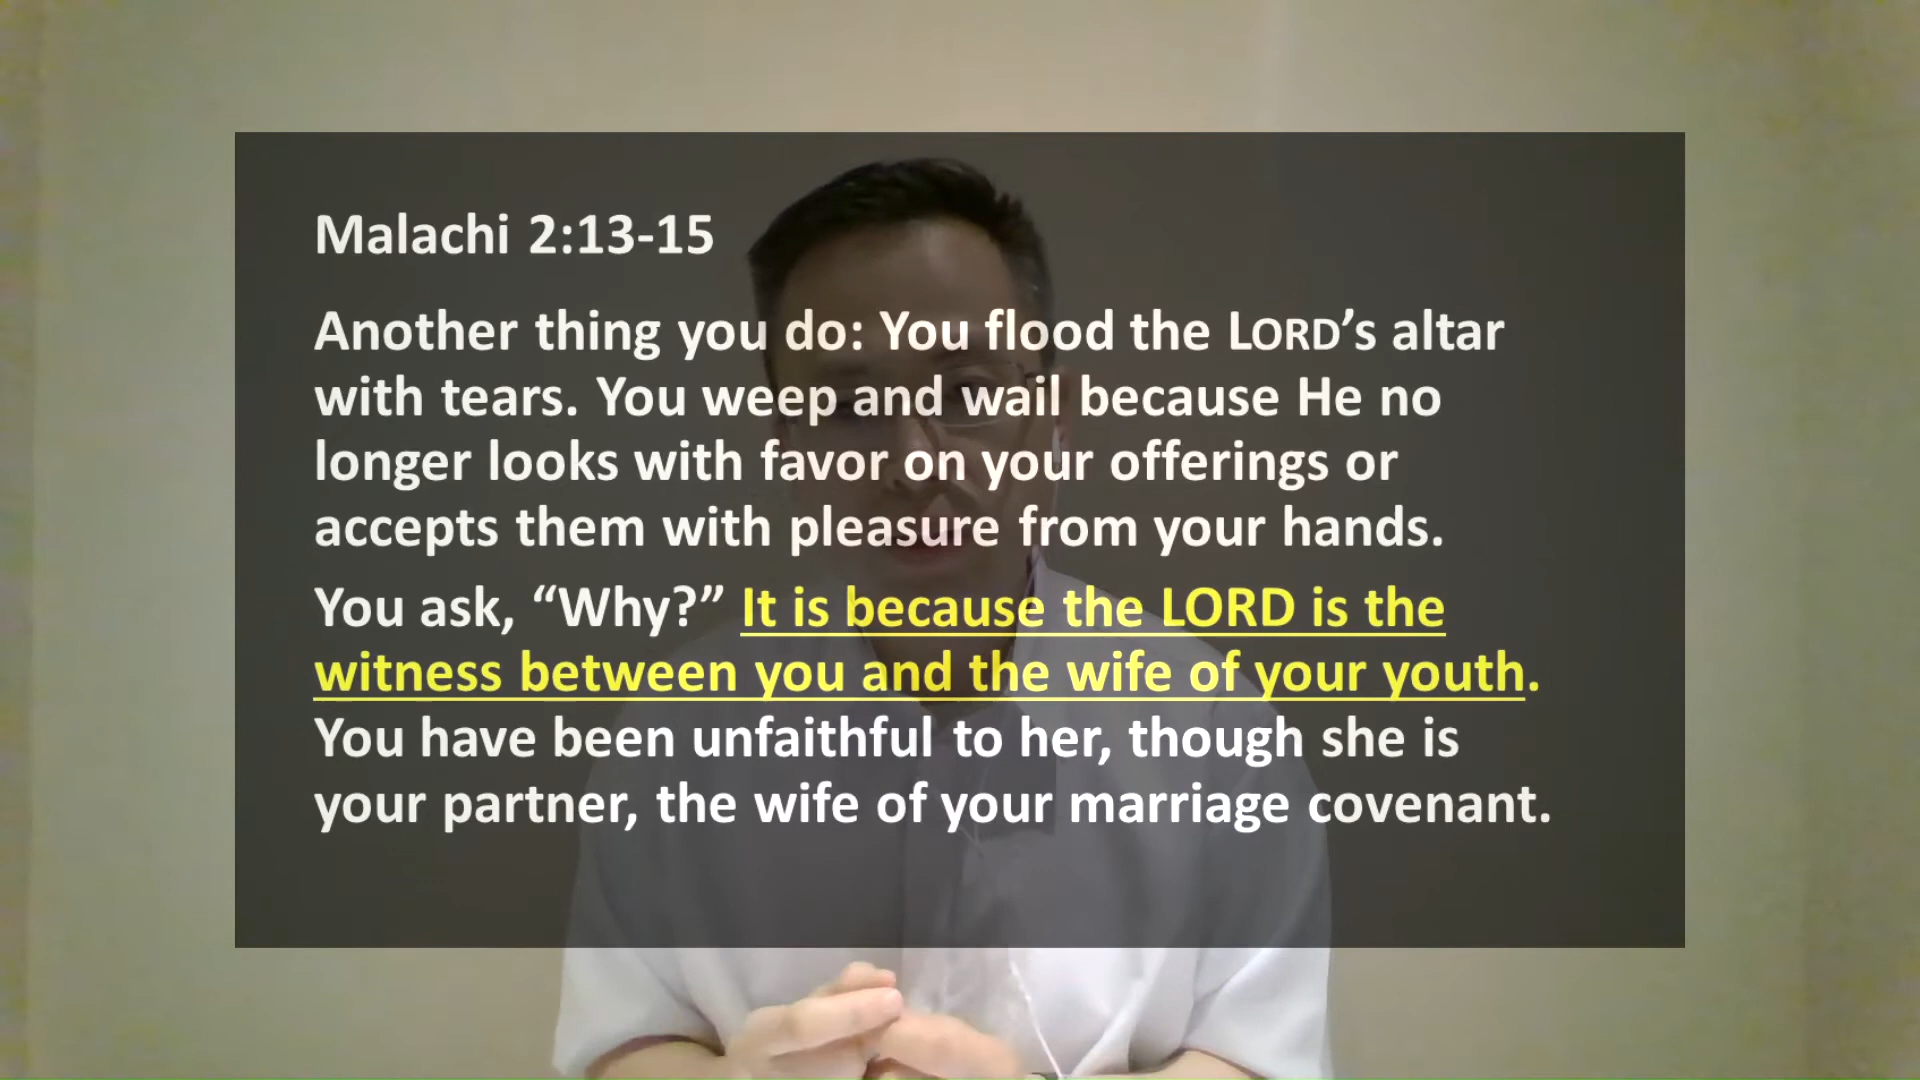 Malachi 2:13-15
Another thing you do: You flood the LORD’s altar
with tears. You weep and wail because He no
longer looks with favor on your offerings or
accepts them with pleasure from your hands.
You ask, “Why?” It is because the LORD is the
witness between you and the wife of your youth.
You have been unfaithful to her, though she is
your partner, the wife of your marriage covenant.